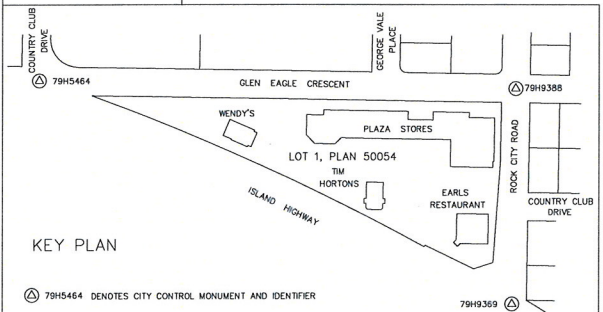 COUNTRY CLUB
DRIVE
GEORGE VALE
PLACE
79H5464
GLEN EAGLE CRESCENT
79H9388
WENDY'S
PLAZA STORES
ROCK CITY ROAD
LOT 1, PLAN 50054
TIM
HORTONS
ISLAND HIGHWAY
EARLS
RESTAURANT
COUNTRY CLUB
DRIVE
KEY PLAN
79H5464 DENOTES CITY CONTROL MONUMENT AND IDENTIFIER
79H9369